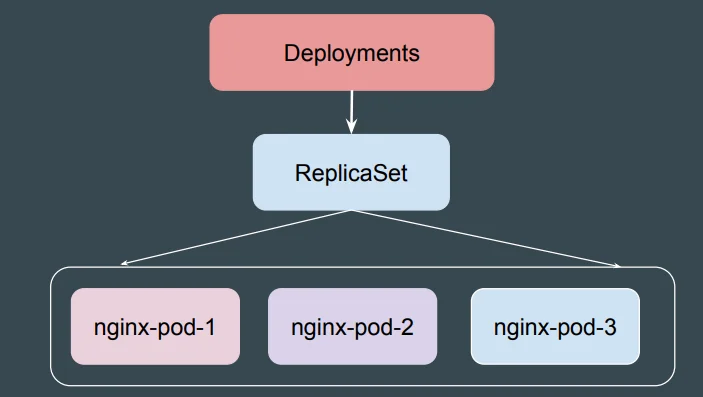 Deployments
ReplicaSet
nginx-pod-1
nginx-pod-2
nginx-pod-3